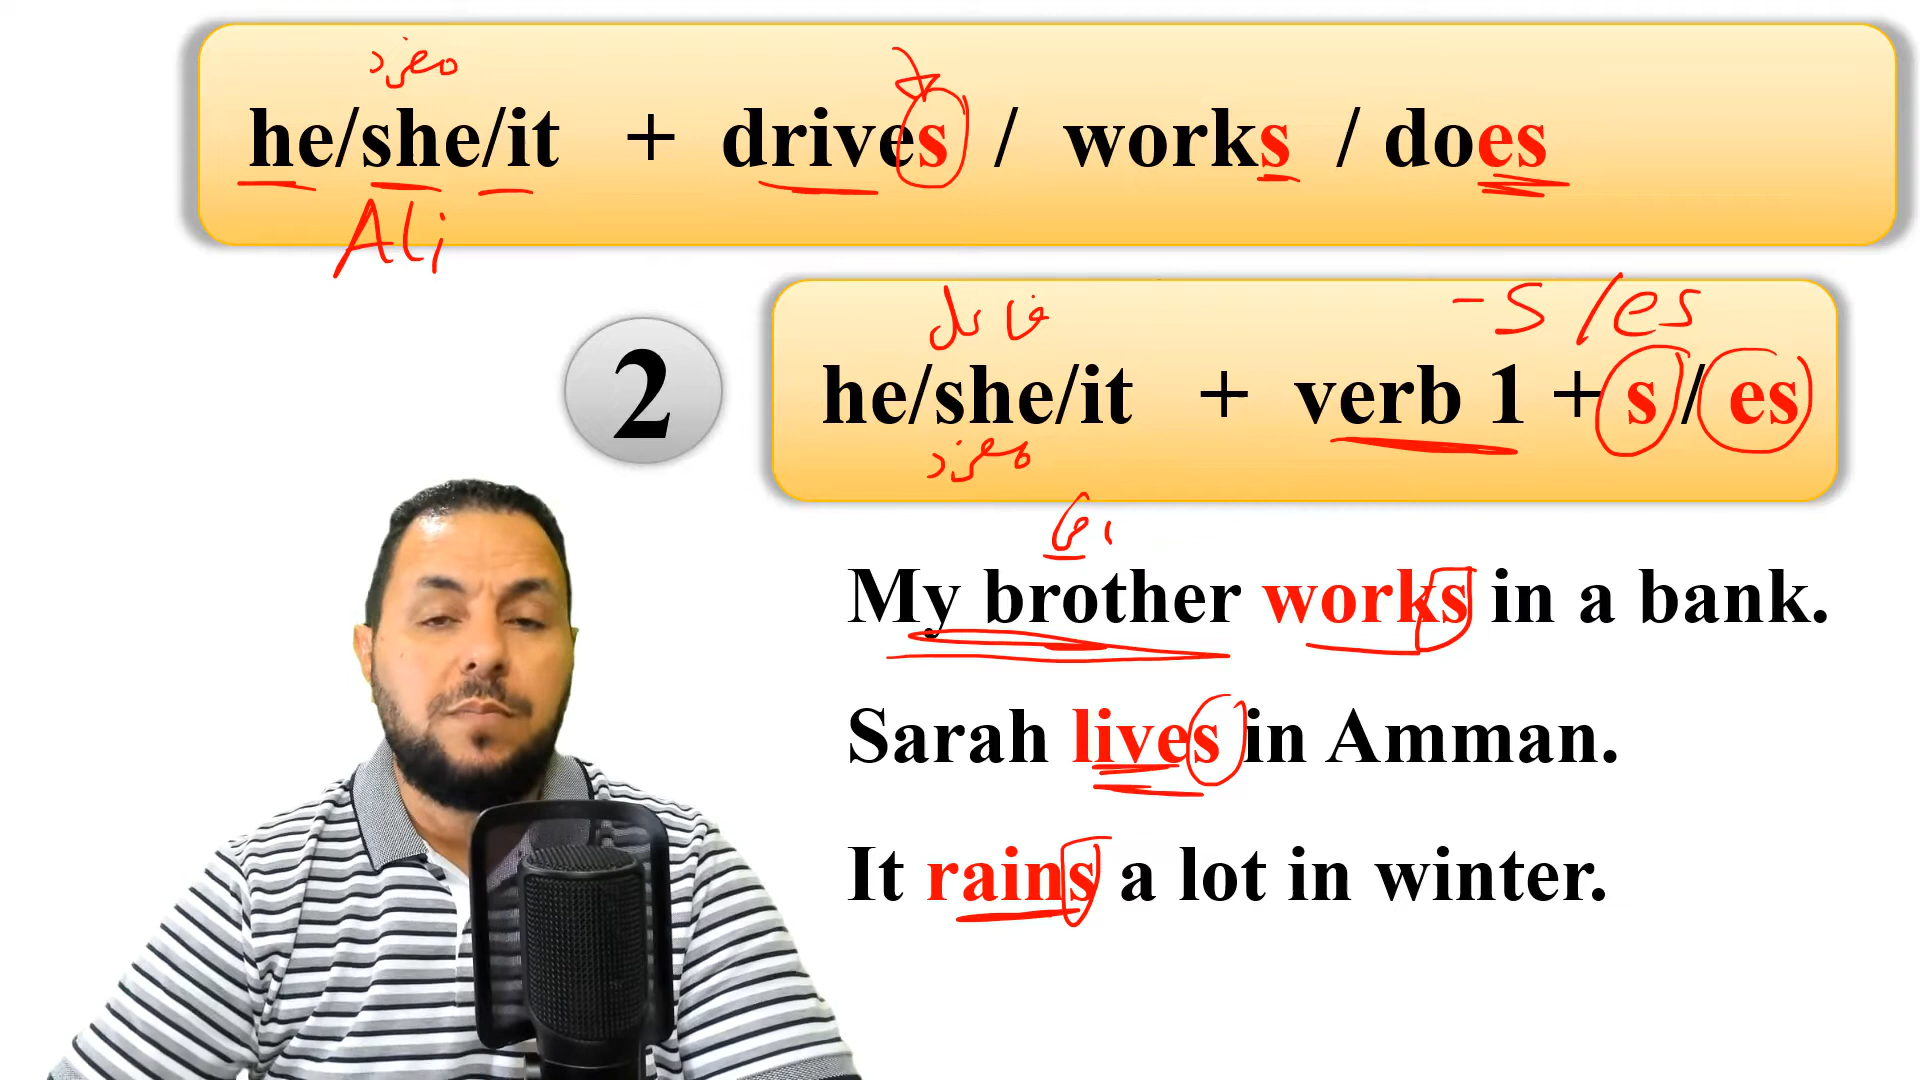 مفرد
he/she/it + drives / works / does
Ali
فاعل -s/es
2 he/she/it + verb 1 + s/ es
مفرد
اخي
My brother works in a bank.
Sarah lives in Amman.
It rains a lot in winter.